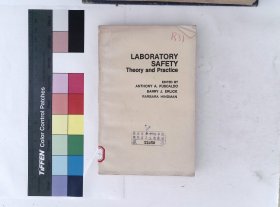 LABORATORY
SAFETY
Theory and Practice
EDITED BY
ANTHONY A. FUSCALDO
BARRY J. ERLICK
BARBARA HINDMAN
TIFFEN Color Control Patches